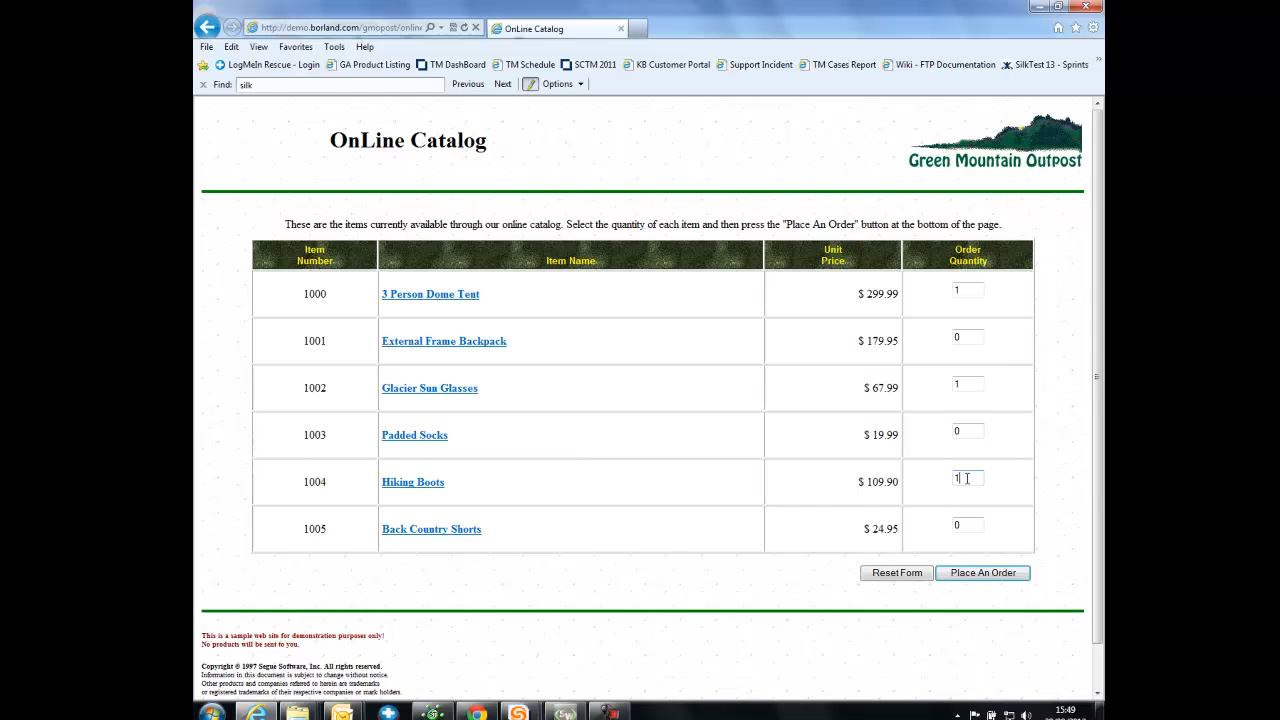 http://demo.borland.com/gmopost/online
OnLine Catalog
File Edit View Favorites Tools Help
LogMeIn Rescue - Login GA Product Listing TM DashBoard TM Schedule SCTM 2011 KB Customer Portal Support Incident TM Cases Report Wiki - FTP Documentation SilkTest 13 - Sprints
Find: silk Previous Next Options
OnLine Catalog
Green Mountain Outpost
These are the items currently available through our online catalog. Select the quantity of each item and then press the "Place An Order" button at the bottom of the page.
Item Number Item Name Unit Price Order Quantity
1000 3 Person Dome Tent $ 299.99 1
1001 External Frame Backpack $ 179.95 0
1002 Glacier Sun Glasses $ 67.99 1
1003 Padded Socks $ 19.99 0
1004 Hiking Boots $ 109.90 1
1005 Back Country Shorts $ 24.95 0
Reset Form Place An Order
This is a sample web site for demonstration purposes only!
No products will be sent to you.
Copyright © 1997 Segue Software, Inc. All rights reserved.
Information in this document is subject to change without notice.
Other products and companies referred to herein are trademarks
or registered trademarks of their respective companies or mark holders.
15:49